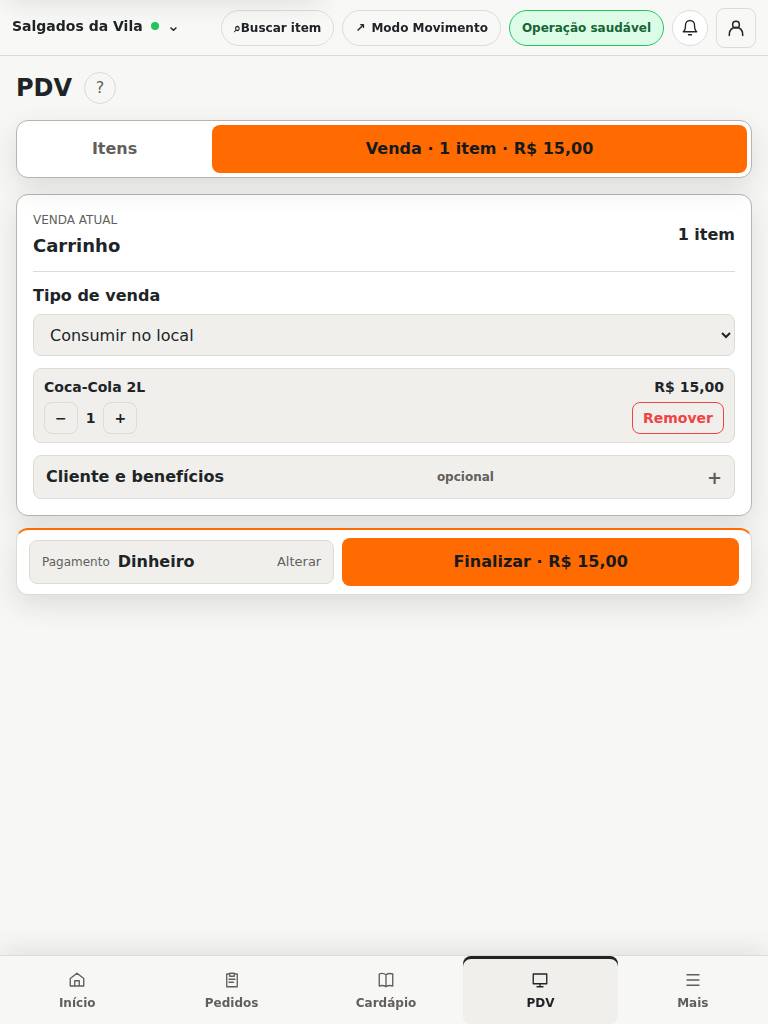 Salgados da Vila
Buscar item
↗ Modo Movimento
Operação saudável
PDV ?
Itens
Venda · 1 item · R$ 15,00
VENDA ATUAL
Carrinho
1 item
Tipo de venda
Consumir no local
Coca-Cola 2L R$ 15,00
− 1 + Remover
Cliente e benefícios opcional +
Pagamento Dinheiro Alterar
Finalizar · R$ 15,00
Início
Pedidos
Cardápio
PDV
Mais